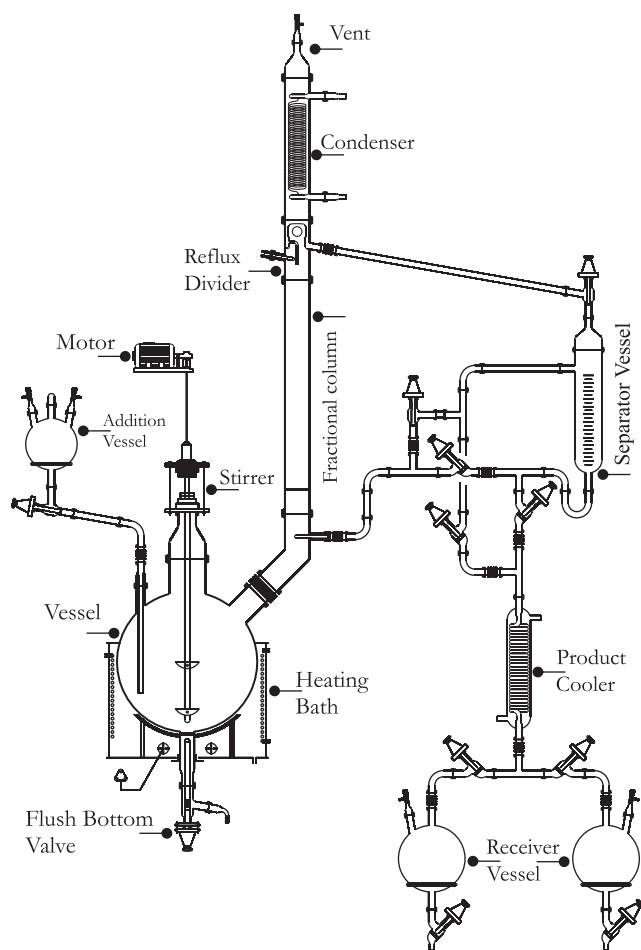 Vent
Condenser
Reflux
Divider
Motor
Fractional column
Separator Vessel
Addition
Vessel
Stirrer
Vessel
Heating
Bath
Product
Cooler
Flush Bottom
Valve
Receiver
Vessel